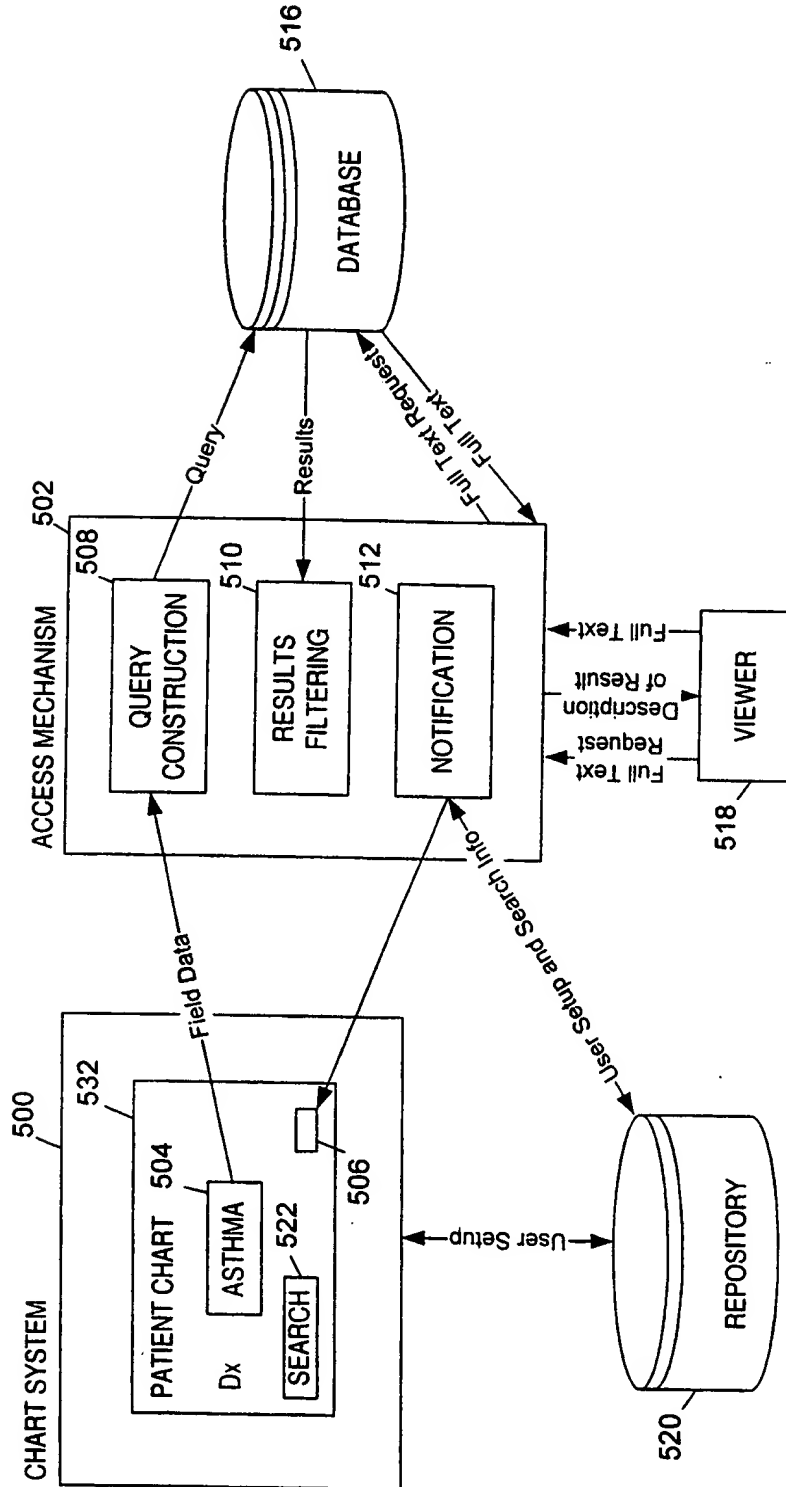 CHART SYSTEM
500
PATIENT CHART
532
504
Dx
ASTHMA
522
SEARCH
506
Field Data
ACCESS MECHANISM
502
508
QUERY
CONSTRUCTION
510
RESULTS
FILTERING
512
NOTIFICATION
Query
Results
Full Text Request
Full Text
516
DATABASE
User Setup
User Setup and Search Info
520
REPOSITORY
Full Text
Request
Description
of Result
Full Text
518
VIEWER